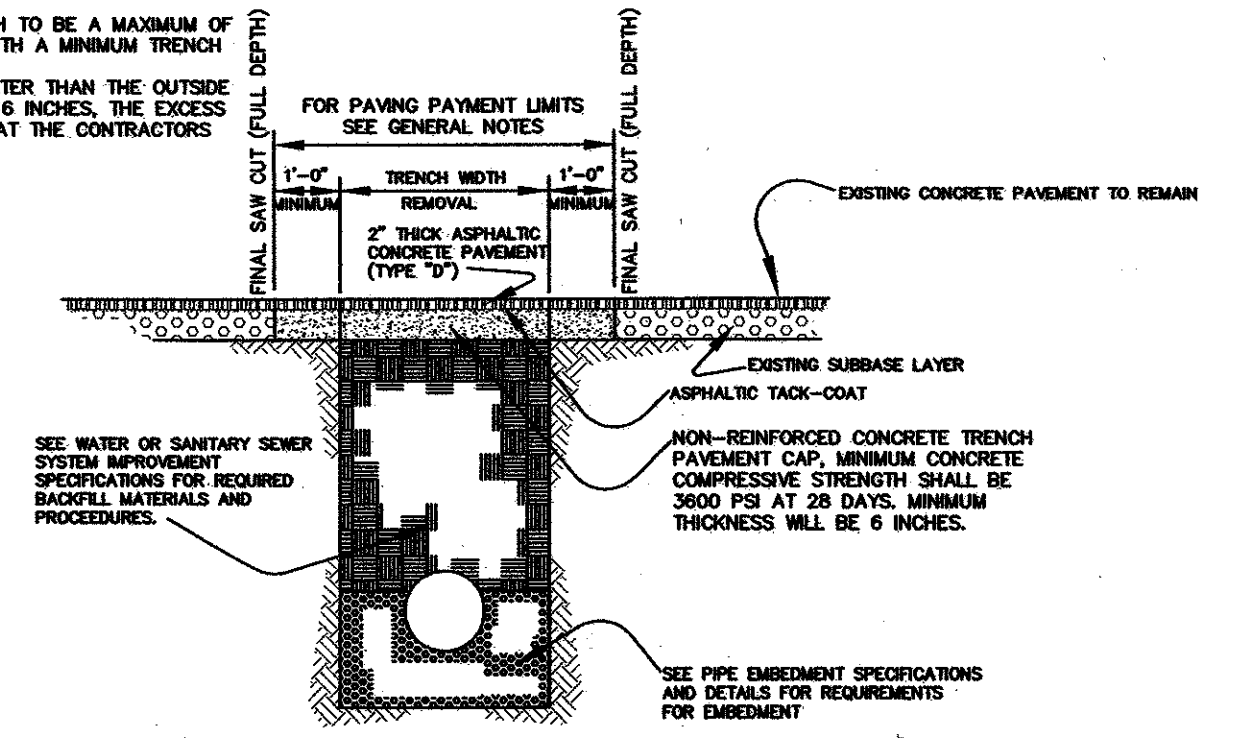 H TO BE A MAXIMUM OF
TH A MINIMUM TRENCH
TER THAN THE OUTSIDE
6 INCHES, THE EXCESS
AT THE CONTRACTORS
FINAL SAW CUT (FULL DEPTH)
FOR PAVING PAYMENT LIMITS
SEE GENERAL NOTES
FINAL SAW CUT (FULL DEPTH)
1'-0"
MINIMUM
TRENCH WIDTH
REMOVAL
1'-0"
MINIMUM
2" THICK ASPHALTIC
CONCRETE PAVEMENT
(TYPE "D")
EXISTING CONCRETE PAVEMENT TO REMAIN
EXISTING SUBBASE LAYER
ASPHALTIC TACK-COAT
NON-REINFORCED CONCRETE TRENCH
PAVEMENT CAP, MINIMUM CONCRETE
COMPRESSIVE STRENGTH SHALL BE
3600 PSI AT 28 DAYS. MINIMUM
THICKNESS WILL BE 6 INCHES.
SEE WATER OR SANITARY SEWER
SYSTEM IMPROVEMENT
SPECIFICATIONS FOR REQUIRED
BACKFILL MATERIALS AND
PROCEEDURES.
SEE PIPE EMBEDMENT SPECIFICATIONS
AND DETAILS FOR REQUIREMENTS
FOR EMBEDMENT